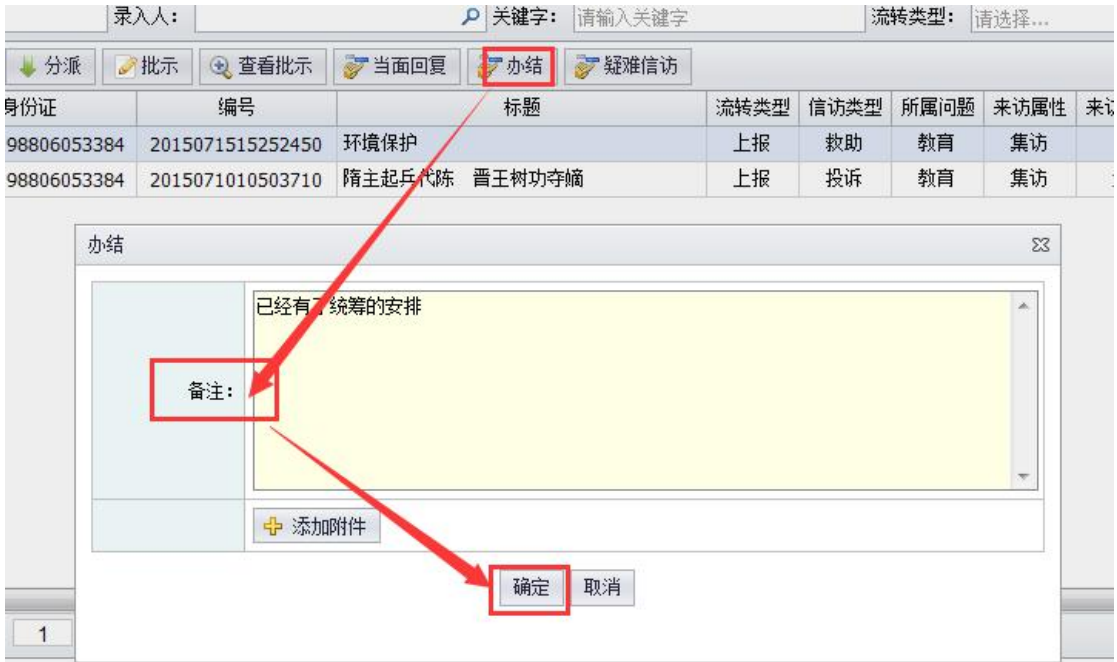 录入人： 关键字： 请输入关键字 流转类型： 请选择...
分派 批示 查看批示 当面回复 办结 疑难信访
身份证 编号 标题 流转类型 信访类型 所属问题 来访属性 来
98806053384 2015071515252450 环境保护 上报 救助 教育 集访
98806053384 2015071010503710 隋主起兵代陈 晋王树功夺嫡 上报 投诉 教育 集访
办结
已经有了统筹的安排
备注：
添加附件
确定 取消
1